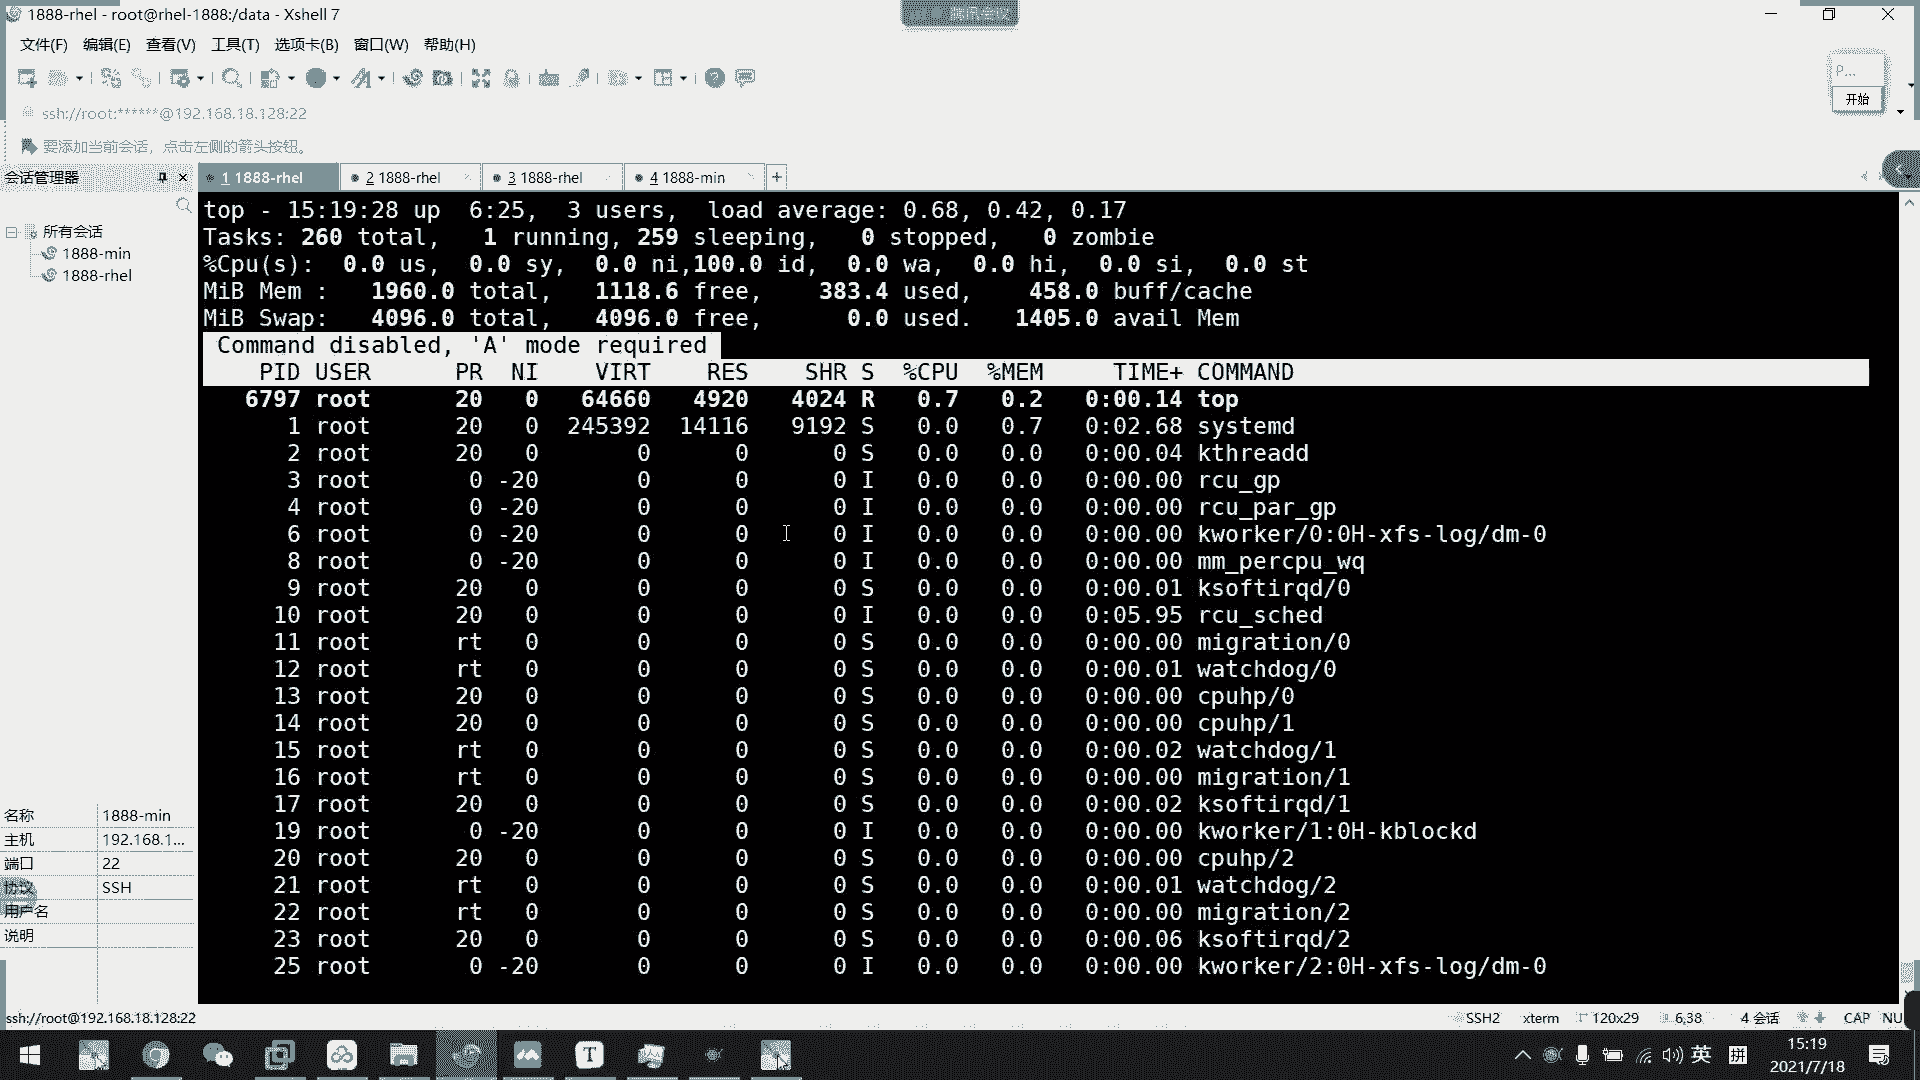 1888-rhel - root@rhel-1888:/data - Xshell 7
腾讯会议
文件(F) 编辑(E) 查看(V) 工具(T) 选项卡(B) 窗口(W) 帮助(H)
P...
开始
ssh://root:******@192.168.18.128:22
要添加当前会话，点击左侧的箭头按钮。
会话管理器
1 1888-rhel
2 1888-rhel
3 1888-rhel
4 1888-min
所有会话
1888-min
1888-rhel
top - 15:19:28 up  6:25,  3 users,  load average: 0.68, 0.42, 0.17
Tasks: 260 total,   1 running, 259 sleeping,   0 stopped,   0 zombie
%Cpu(s):  0.0 us,  0.0 sy,  0.0 ni,100.0 id,  0.0 wa,  0.0 hi,  0.0 si,  0.0 st
MiB Mem :   1960.0 total,   1118.6 free,    383.4 used,    458.0 buff/cache
MiB Swap:   4096.0 total,   4096.0 free,      0.0 used.   1405.0 avail Mem
Command disabled, 'A' mode required
PID USER      PR  NI    VIRT    RES    SHR S  %CPU  %MEM     TIME+ COMMAND
6797 root      20   0   64660   4920   4024 R   0.7   0.2   0:00.14 top
1 root      20   0  245392  14116   9192 S   0.0   0.7   0:02.68 systemd
2 root      20   0       0      0      0 S   0.0   0.0   0:00.04 kthreadd
3 root       0 -20       0      0      0 I   0.0   0.0   0:00.00 rcu_gp
4 root       0 -20       0      0      0 I   0.0   0.0   0:00.00 rcu_par_gp
6 root       0 -20       0      0      0 I   0.0   0.0   0:00.00 kworker/0:0H-xfs-log/dm-0
8 root       0 -20       0      0      0 I   0.0   0.0   0:00.00 mm_percpu_wq
9 root      20   0       0      0      0 S   0.0   0.0   0:00.01 ksoftirqd/0
10 root      20   0       0      0      0 I   0.0   0.0   0:05.95 rcu_sched
11 root      rt   0       0      0      0 S   0.0   0.0   0:00.00 migration/0
12 root      rt   0       0      0      0 S   0.0   0.0   0:00.01 watchdog/0
13 root      20   0       0      0      0 S   0.0   0.0   0:00.00 cpuhp/0
14 root      20   0       0      0      0 S   0.0   0.0   0:00.00 cpuhp/1
15 root      rt   0       0      0      0 S   0.0   0.0   0:00.02 watchdog/1
16 root      rt   0       0      0      0 S   0.0   0.0   0:00.00 migration/1
17 root      20   0       0      0      0 S   0.0   0.0   0:00.02 ksoftirqd/1
19 root       0 -20       0      0      0 I   0.0   0.0   0:00.00 kworker/1:0H-kblockd
20 root      20   0       0      0      0 S   0.0   0.0   0:00.00 cpuhp/2
21 root      rt   0       0      0      0 S   0.0   0.0   0:00.01 watchdog/2
22 root      rt   0       0      0      0 S   0.0   0.0   0:00.00 migration/2
23 root      20   0       0      0      0 S   0.0   0.0   0:00.06 ksoftirqd/2
25 root       0 -20       0      0      0 I   0.0   0.0   0:00.00 kworker/2:0H-xfs-log/dm-0
名称 1888-min
主机 192.168.1...
端口 22
协议 SSH
用户名
说明
ssh://root@192.168.18.128:22
SSH2 xterm 120x29 6,38 4 会话 CAP NU
英 拼
15:19
2021/7/18